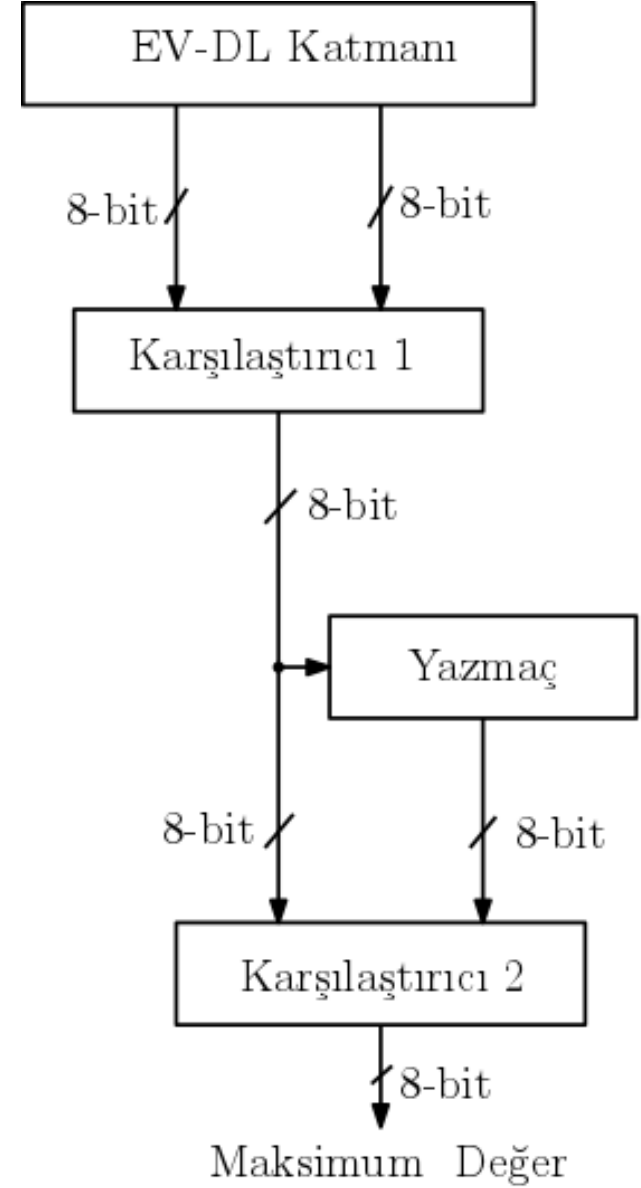 EV-DL Katmanı
8-bit
8-bit
Karşılaştırıcı 1
8-bit
Yazmaç
8-bit
8-bit
Karşılaştırıcı 2
8-bit
Maksimum Değer